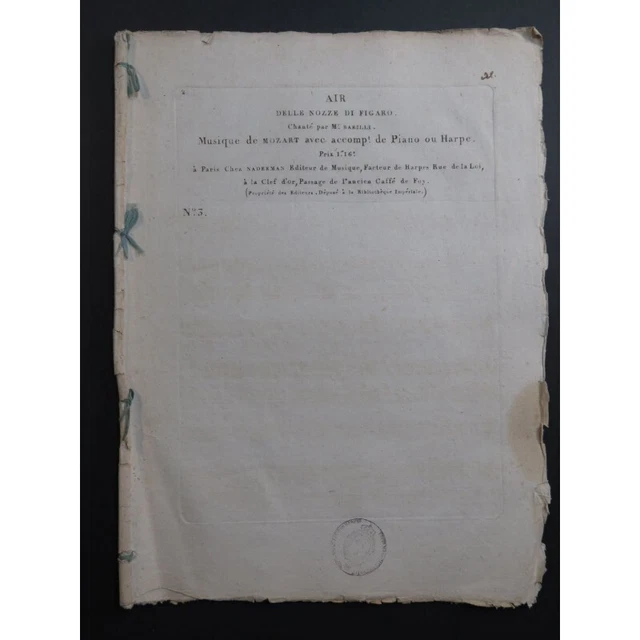 AIR
DELLE NOZZE DI FIGARO.
Chanté par Mr. BARILLI.
Musique de MOZART avec accompt. de Piano ou Harpe.
Prix
à Paris Chez NADERMAN Editeur de Musique, Facteur de Harpes Rue de la Loi,
à la Clef d'or, Passage de l'ancien Caffé de Foy.
(Propriété des Editeurs. Déposé à la Bibliothèque Impériale.)
No. 3.